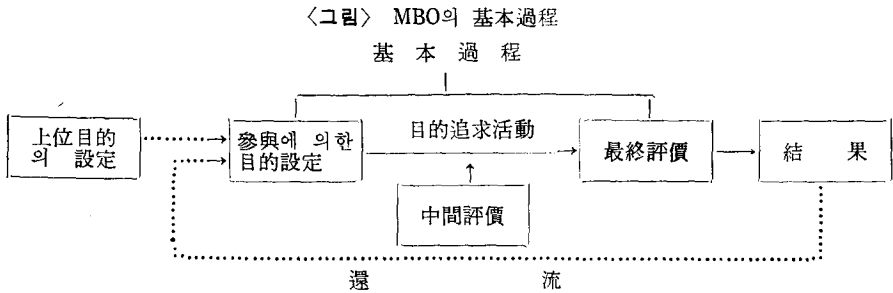 〈그림〉 MBO의 基本過程
基 本 過 程
上位目的
의 設定
參與에 의한
目的設定
目的追求活動
最終評價
結 果
中間評價
還 流